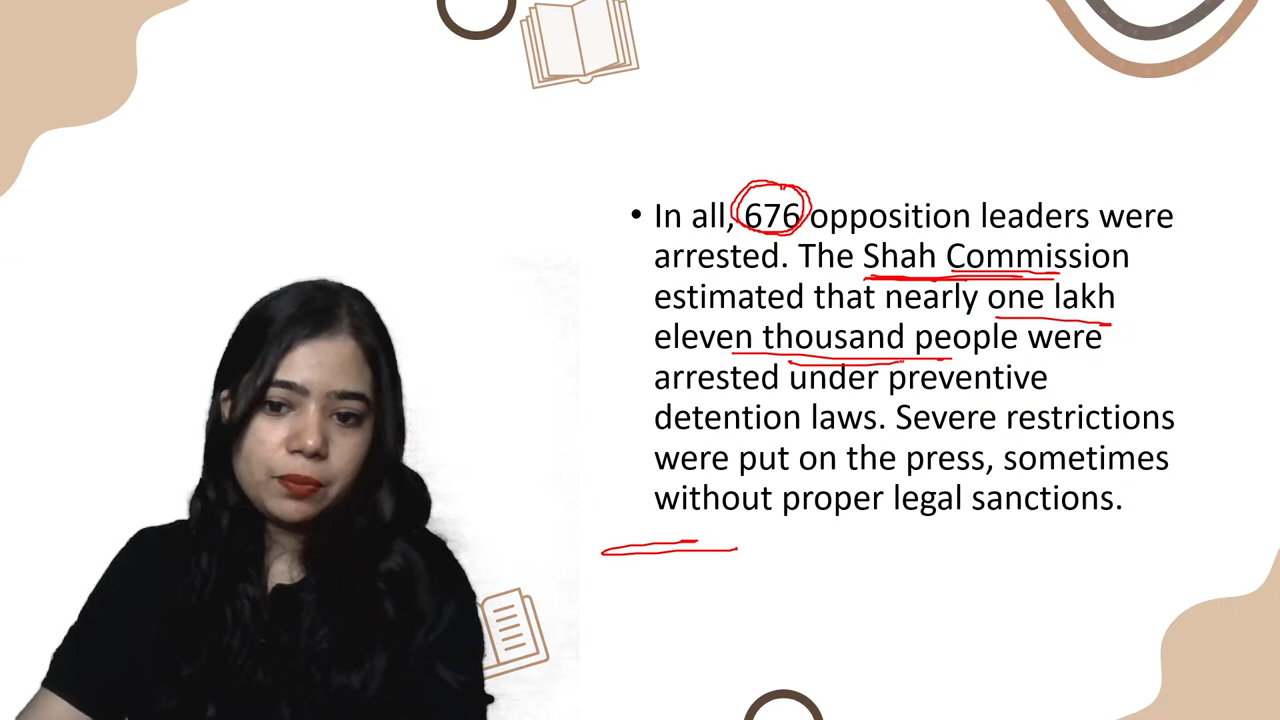 • In all, 676 opposition leaders were
arrested. The Shah Commission
estimated that nearly one lakh
eleven thousand people were
arrested under preventive
detention laws. Severe restrictions
were put on the press, sometimes
without proper legal sanctions.